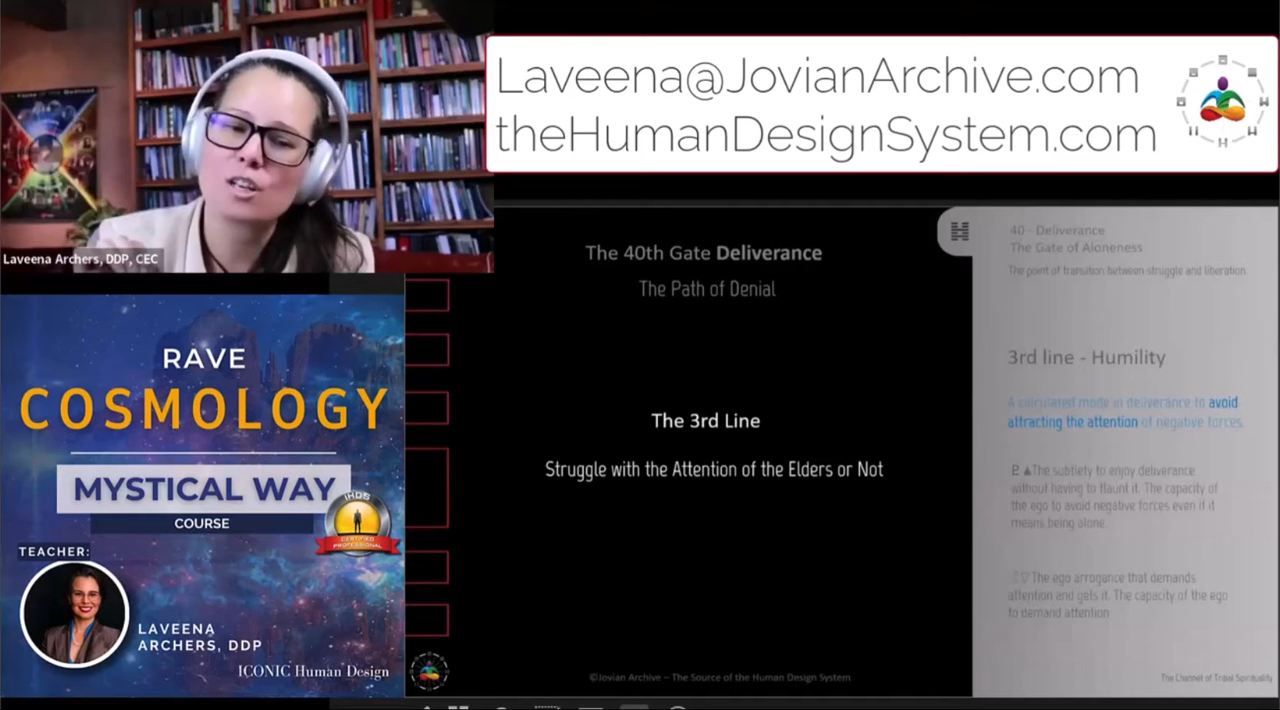 Laveena@JovianArchive.com
theHumanDesignSystem.com
Laveena Archers, DDP, CEC
RAVE
COSMOLOGY
MYSTICAL WAY
COURSE
IHDS
CERTIFIED
PROFESSIONAL
TEACHER:
LAVEENA
ARCHERS, DDP
ICONIC Human Design
The 40th Gate Deliverance
The Path of Denial
The 3rd Line
Struggle with the Attention of the Elders or Not
©Jovian Archive – The Source of the Human Design System
40 - Deliverance
The Gate of Aloneness
The point of transition between struggle and liberation.
3rd line - Humility
A calculated mode in deliverance to avoid
attracting the attention of negative forces.
▲The subtlety to enjoy deliverance
without having to flaunt it. The capacity of
the ego to avoid negative forces even if it
means being alone.
▽The ego arrogance that demands
attention and gets it. The capacity of the ego
to demand attention
The Channel of Tribal Spirituality